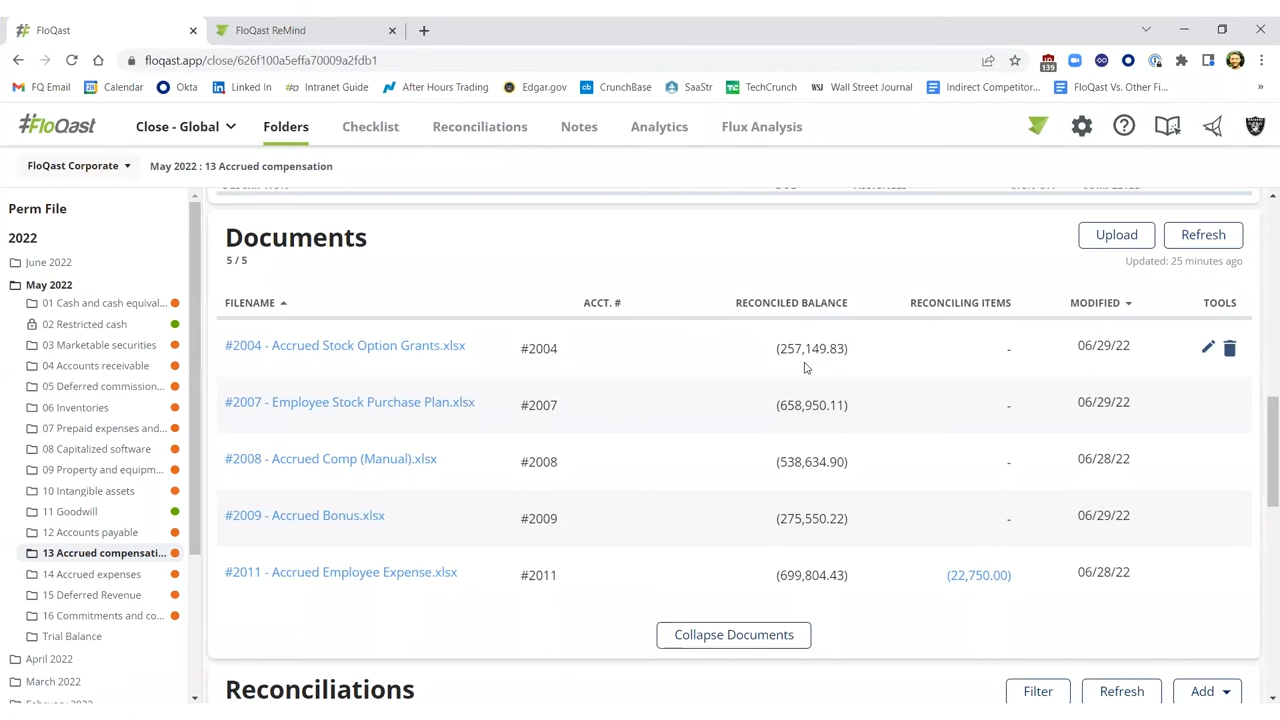 FloQast
FloQast ReMind
floqast.app/close/626f100a5effa70009a2fdb1
139
FQ Email
Calendar
Okta
Linked In
Intranet Guide
After Hours Trading
Edgar.gov
CrunchBase
SaaStr
TechCrunch
Wall Street Journal
Indirect Competitor...
FloQast Vs. Other Fi...
FloQast
Close - Global
Folders
Checklist
Reconciliations
Notes
Analytics
Flux Analysis
FloQast Corporate
May 2022 : 13 Accrued compensation
Perm File
2022
June 2022
May 2022
01 Cash and cash equival...
02 Restricted cash
03 Marketable securities
04 Accounts receivable
05 Deferred commission...
06 Inventories
07 Prepaid expenses and...
08 Capitalized software
09 Property and equipm...
10 Intangible assets
11 Goodwill
12 Accounts payable
13 Accrued compensati...
14 Accrued expenses
15 Deferred Revenue
16 Commitments and co...
Trial Balance
April 2022
March 2022
Documents
5 / 5
Upload
Refresh
Updated: 25 minutes ago
FILENAME ACCT. # RECONCILED BALANCE RECONCILING ITEMS MODIFIED TOOLS
#2004 - Accrued Stock Option Grants.xlsx #2004 (257,149.83) - 06/29/22
#2007 - Employee Stock Purchase Plan.xlsx #2007 (658,950.11) - 06/29/22
#2008 - Accrued Comp (Manual).xlsx #2008 (538,634.90) - 06/28/22
#2009 - Accrued Bonus.xlsx #2009 (275,550.22) - 06/29/22
#2011 - Accrued Employee Expense.xlsx #2011 (699,804.43) (22,750.00) 06/28/22
Collapse Documents
Reconciliations
Filter
Refresh
Add